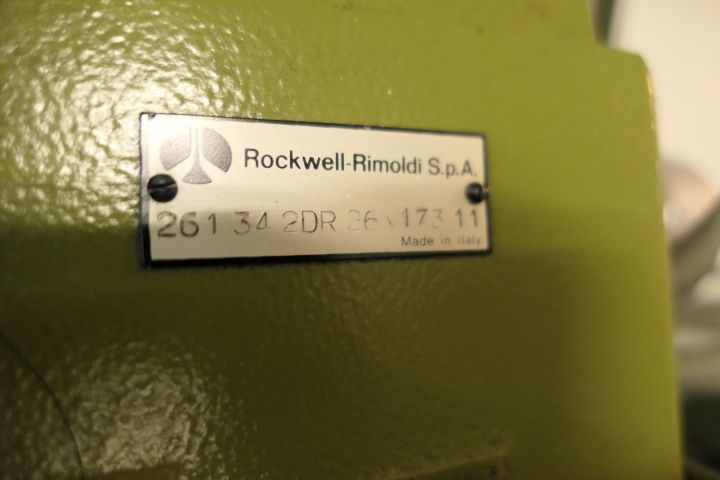 Rockwell-Rimoldi S.p.A.
261 34 2DR 26 173 11
Made in Italy